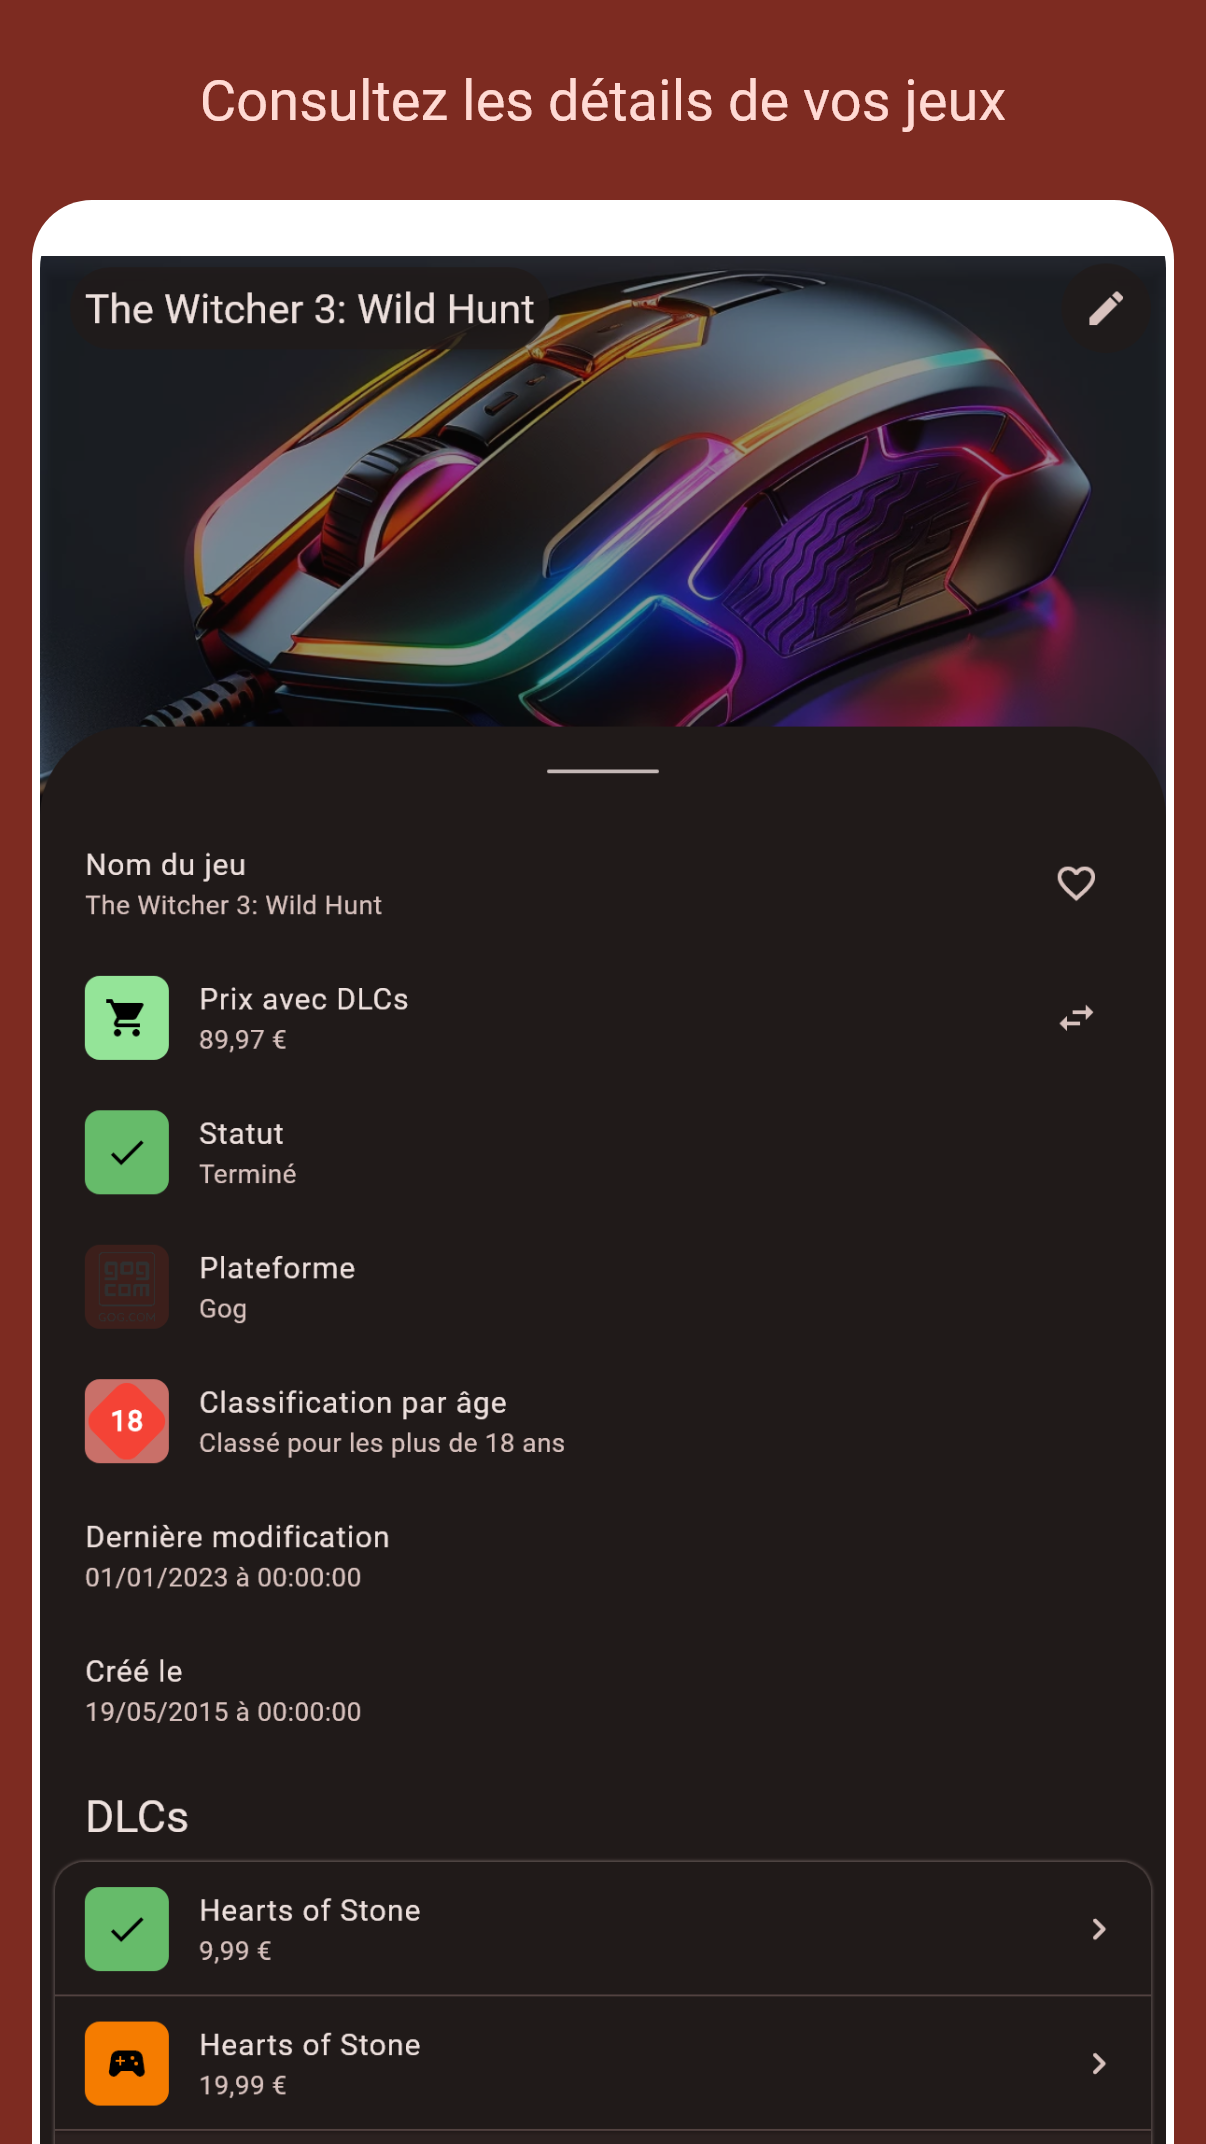 Consultez les détails de vos jeux
The Witcher 3: Wild Hunt
Nom du jeu
The Witcher 3: Wild Hunt
Prix avec DLCs
89,97 €
Statut
Terminé
gog
com
GOG.COM
Plateforme
Gog
18
Classification par âge
Classé pour les plus de 18 ans
Dernière modification
01/01/2023 à 00:00:00
Créé le
19/05/2015 à 00:00:00
DLCs
Hearts of Stone
9,99 €
Hearts of Stone
19,99 €